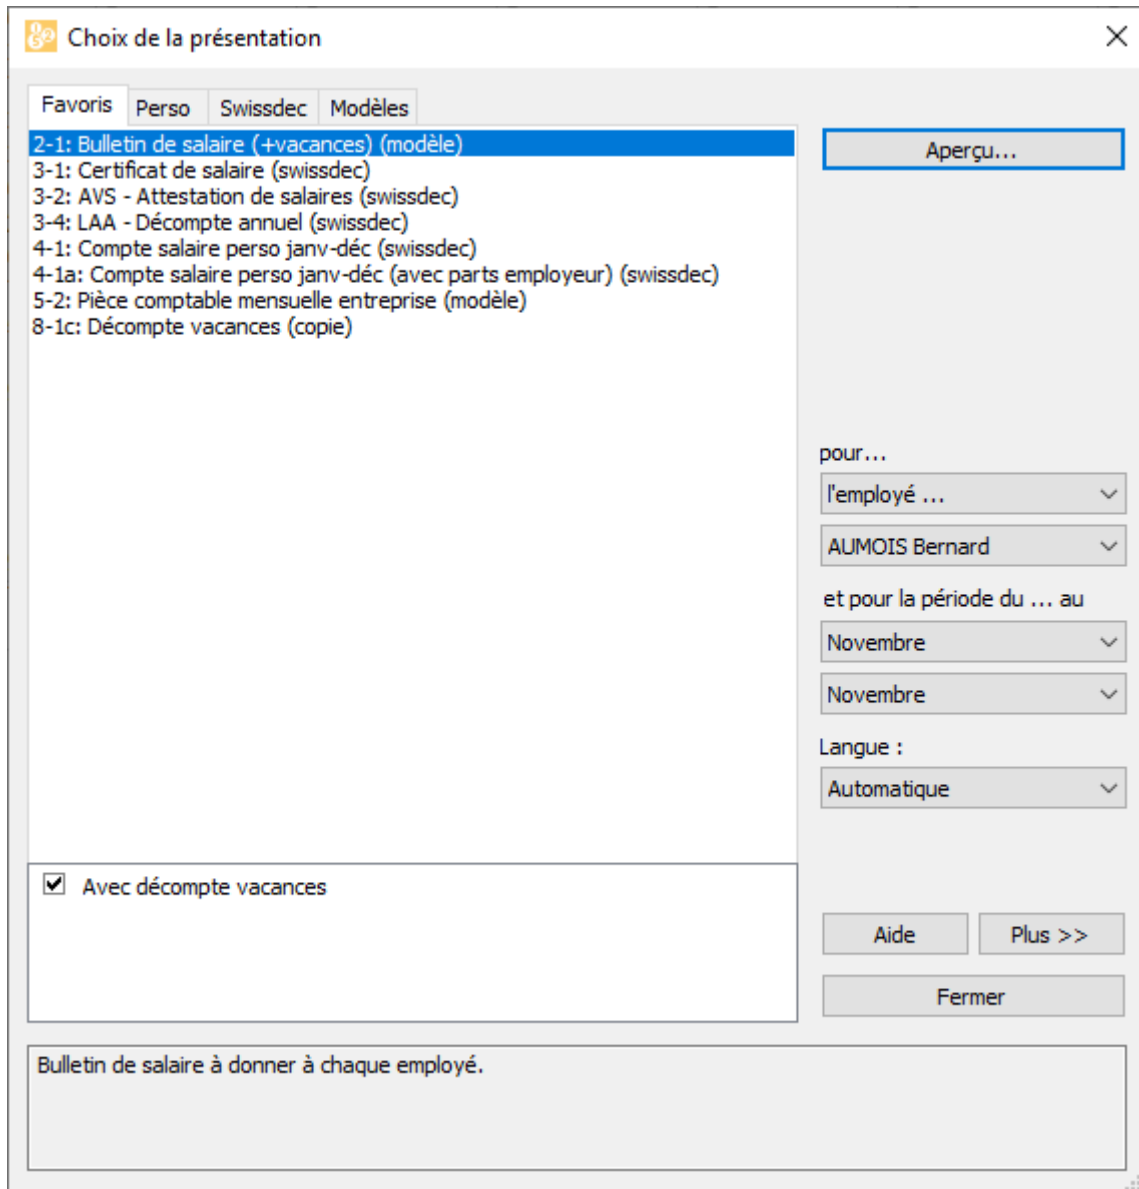 Choix de la présentation
Favoris Perso Swissdec Modèles
2-1: Bulletin de salaire (+vacances) (modèle)
3-1: Certificat de salaire (swissdec)
3-2: AVS - Attestation de salaires (swissdec)
3-4: LAA - Décompte annuel (swissdec)
4-1: Compte salaire perso janv-déc (swissdec)
4-1a: Compte salaire perso janv-déc (avec parts employeur) (swissdec)
5-2: Pièce comptable mensuelle entreprise (modèle)
8-1c: Décompte vacances (copie)
Aperçu...
pour...
l'employé ...
AUMOIS Bernard
et pour la période du ... au
Novembre
Novembre
Langue :
Automatique
Avec décompte vacances
Aide Plus >>
Fermer
Bulletin de salaire à donner à chaque employé.